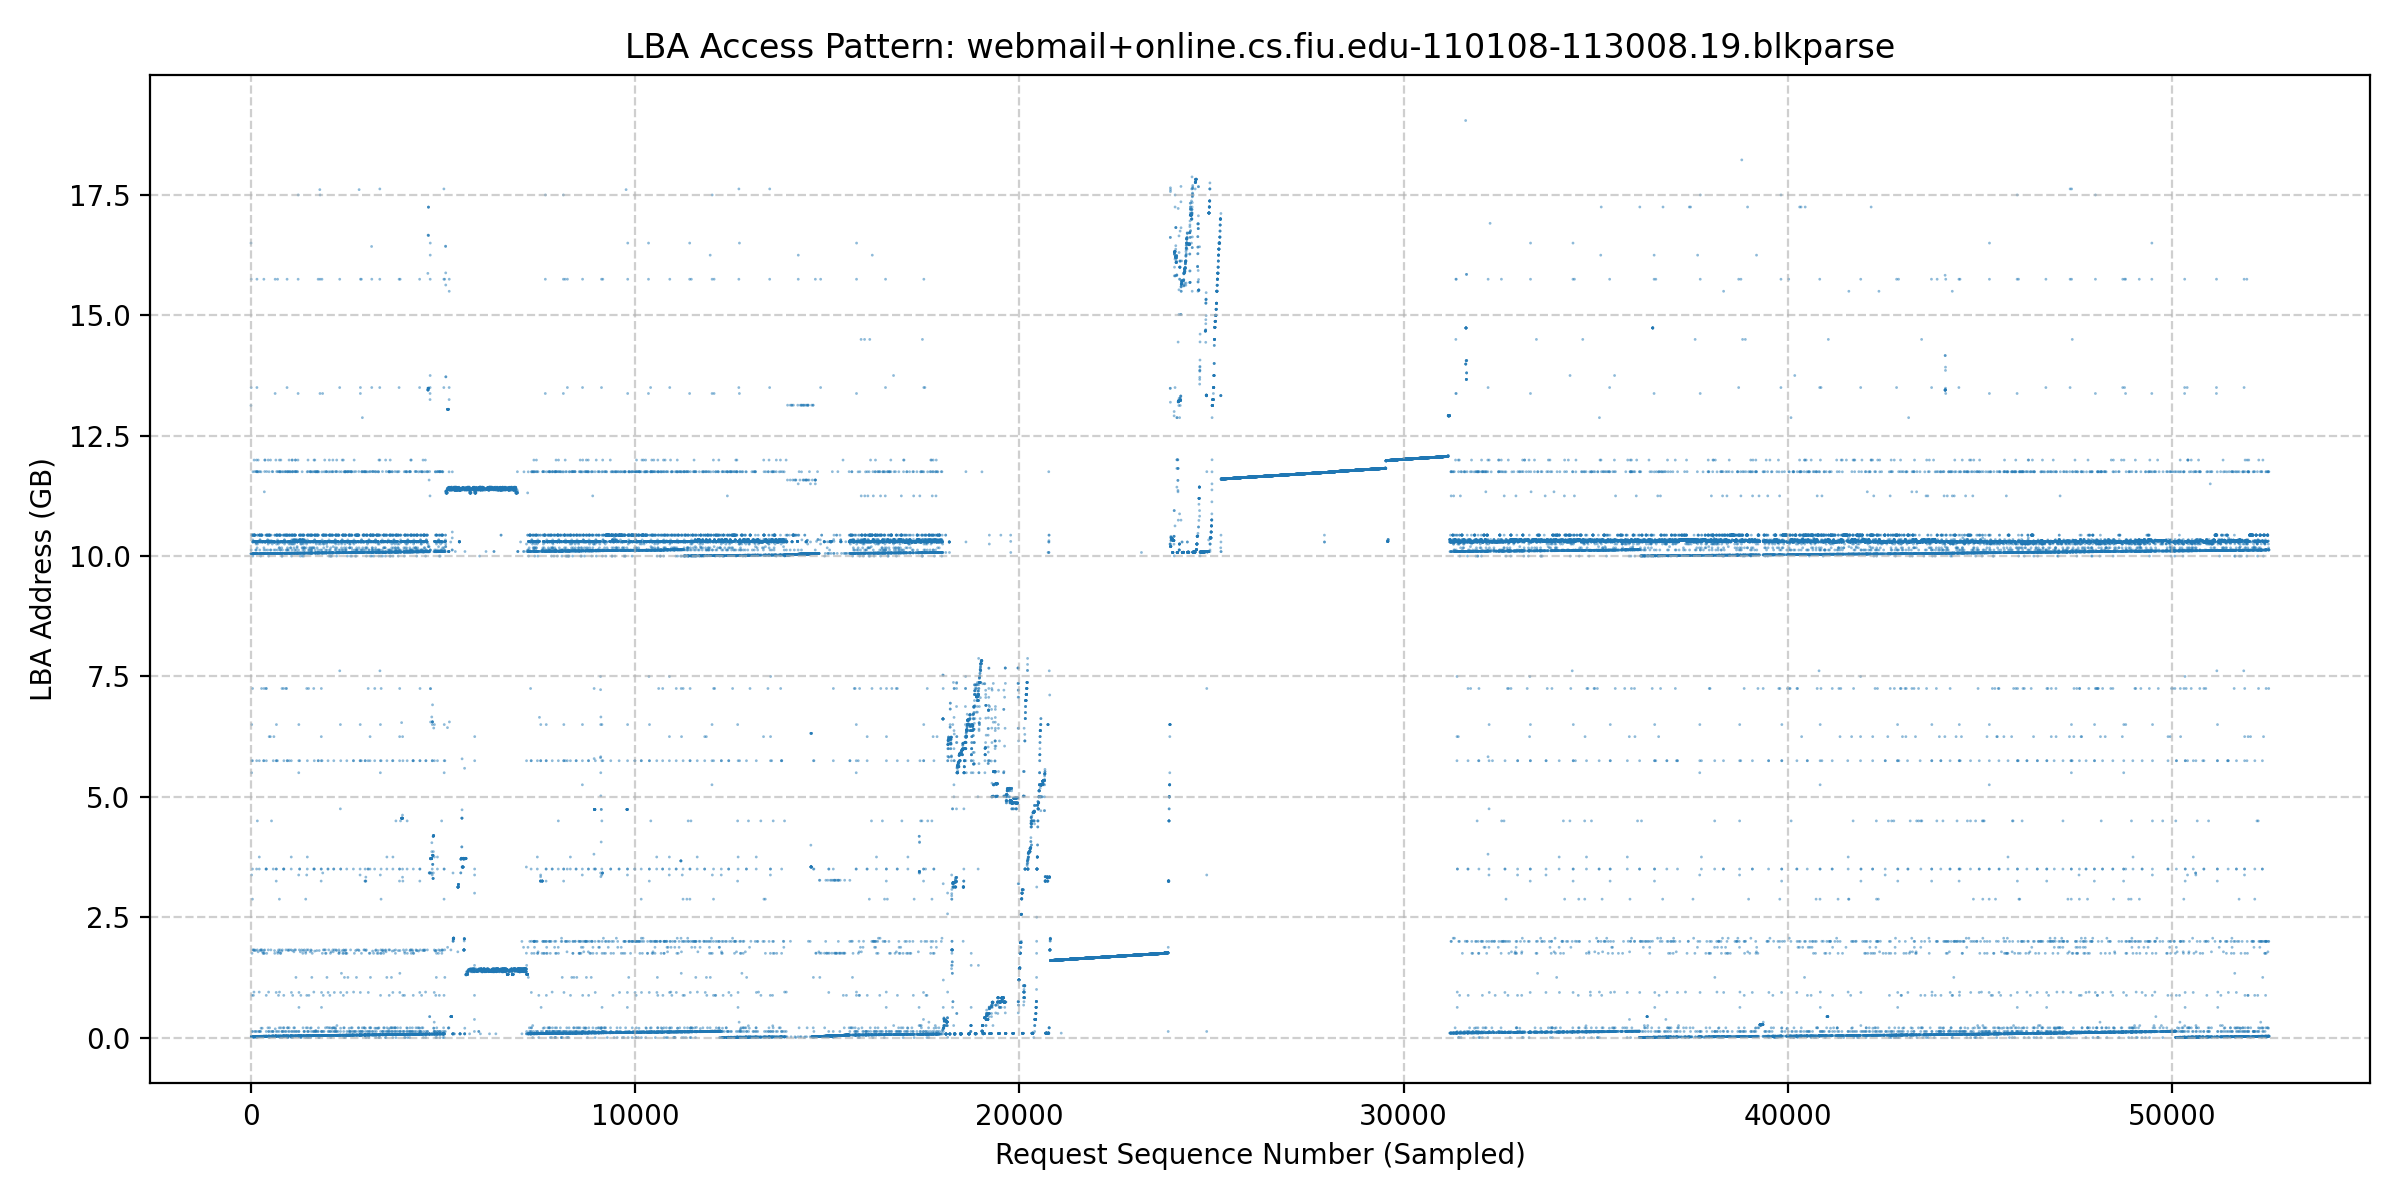 LBA Access Pattern: webmail+online.cs.fiu.edu-110108-113008.19.blkparse
17.5
15.0
12.5
10.0
7.5
5.0
2.5
0.0
LBA Address (GB)
0 10000 20000 30000 40000 50000
Request Sequence Number (Sampled)